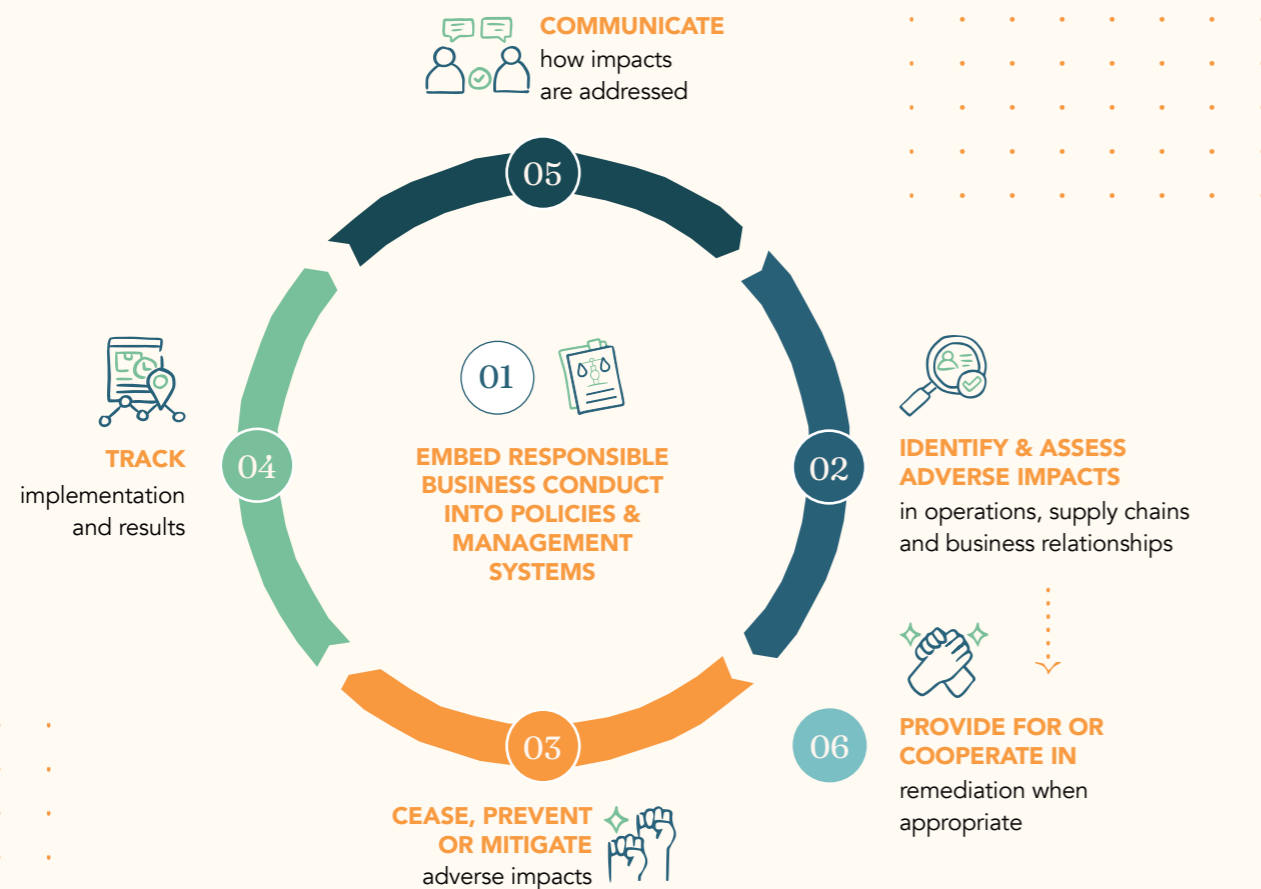 COMMUNICATE
how impacts
are addressed
05
01
EMBED RESPONSIBLE
BUSINESS CONDUCT
INTO POLICIES &
MANAGEMENT
SYSTEMS
02
IDENTIFY & ASSESS
ADVERSE IMPACTS
in operations, supply chains
and business relationships
03
CEASE, PREVENT
OR MITIGATE
adverse impacts
04
TRACK
implementation
and results
06
PROVIDE FOR OR
COOPERATE IN
remediation when
appropriate